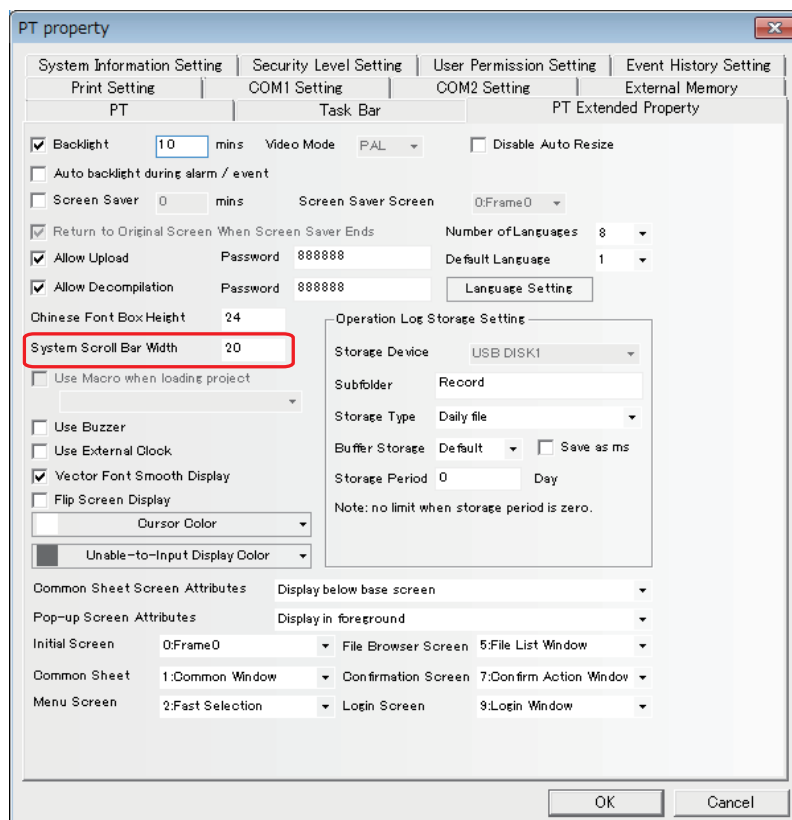 PT property
System Information Setting Security Level Setting User Permission Setting Event History Setting
Print Setting COM1 Setting COM2 Setting External Memory
PT Task Bar PT Extended Property
Backlight 10 mins Video Mode PAL Disable Auto Resize
Auto backlight during alarm / event
Screen Saver 0 mins Screen Saver Screen 0:Frame0
Return to Original Screen When Screen Saver Ends Number of Languages 8
Allow Upload Password 888888 Default Language 1
Allow Decompilation Password 888888 Language Setting
Chinese Font Box Height 24 Operation Log Storage Setting
System Scroll Bar Width 20 Storage Device USB DISK1
Use Macro when loading project Subfolder Record
Storage Type Daily file
Use Buzzer
Use External Clock Buffer Storage Default Save as ms
Vector Font Smooth Display Storage Period 0 Day
Flip Screen Display Note: no limit when storage period is zero.
Cursor Color
Unable-to-Input Display Color
Common Sheet Screen Attributes Display below base screen
Pop-up Screen Attributes Display in foreground
Initial Screen 0:Frame0 File Browser Screen 5:File List Window
Common Sheet 1:Common Window Confirmation Screen 7:Confirm Action Window
Menu Screen 2:Fast Selection Login Screen 9:Login Window
OK Cancel